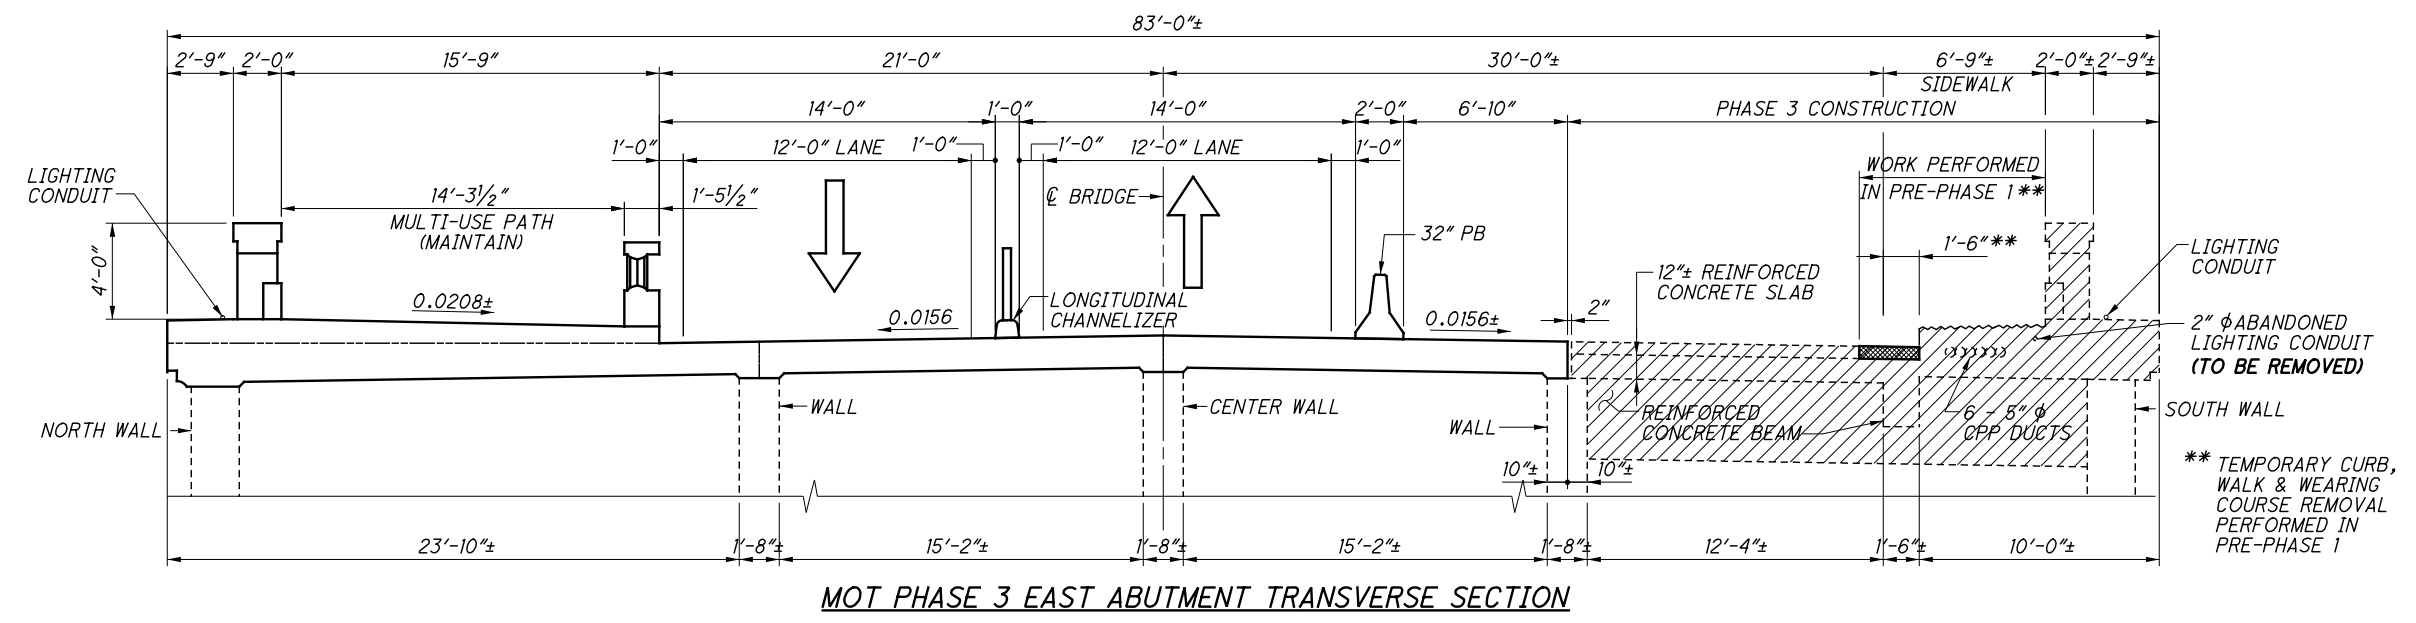 83'-0"±
2'-9" 2'-0" 15'-9" 21'-0" 30'-0"± 6'-9"± 2'-0"± 2'-9"±
SIDEWALK
14'-0" 1'-0" 14'-0" 2'-0" 6'-10" PHASE 3 CONSTRUCTION
1'-0" 12'-0" LANE 1'-0" 1'-0" 12'-0" LANE 1'-0"
WORK PERFORMED
IN PRE-PHASE 1**
LIGHTING
CONDUIT
14'-3½"
MULTI-USE PATH
(MAINTAIN)
1'-5½"
℄ BRIDGE
32" PB
1'-6"**
LIGHTING
CONDUIT
4'-0"
12"± REINFORCED
CONCRETE SLAB
0.0208±
0.0156
LONGITUDINAL
CHANNELIZER
0.0156±
2"
2" ϕ ABANDONED
LIGHTING CONDUIT
(TO BE REMOVED)
NORTH WALL
WALL
CENTER WALL
WALL
REINFORCED
CONCRETE BEAM
6 - 5" ϕ
CPP DUCTS
SOUTH WALL
10"± 10"±
** TEMPORARY CURB,
WALK & WEARING
COURSE REMOVAL
PERFORMED IN
PRE-PHASE 1
23'-10"± 1'-8"± 15'-2"± 1'-8"± 15'-2"± 1'-8"± 12'-4"± 1'-6"± 10'-0"±
MOT PHASE 3 EAST ABUTMENT TRANSVERSE SECTION